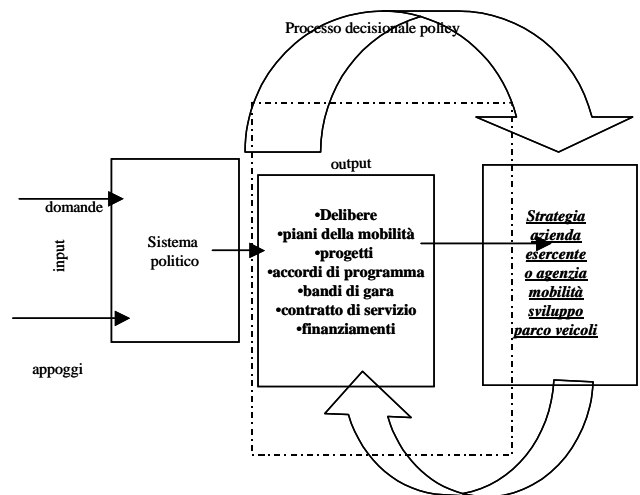 Processo decisionale policy
output
domande
input
appoggi
Sistema
politico
•Delibere
•piani della mobilità
•progetti
•accordi di programma
•bandi di gara
•contratto di servizio
•finanziamenti
Strategia
azienda
esercente
o agenzia
mobilità
sviluppo
parco veicoli